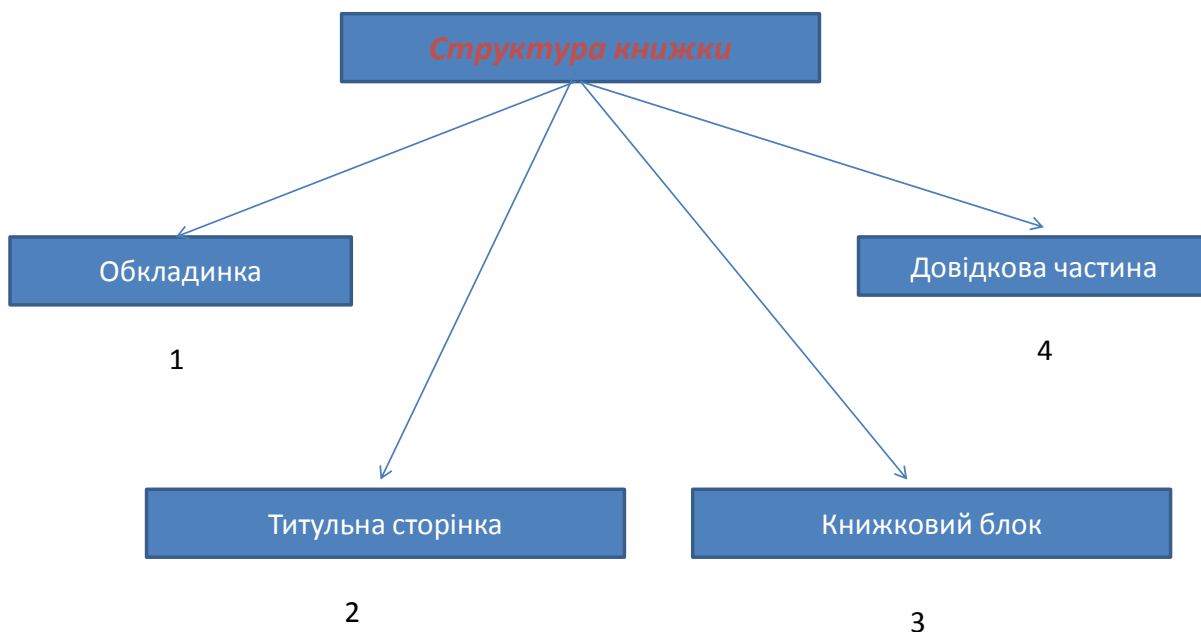 Структура книжки
Обкладинка
Довідкова частина
1
4
Титульна сторінка
Книжковий блок
2
3